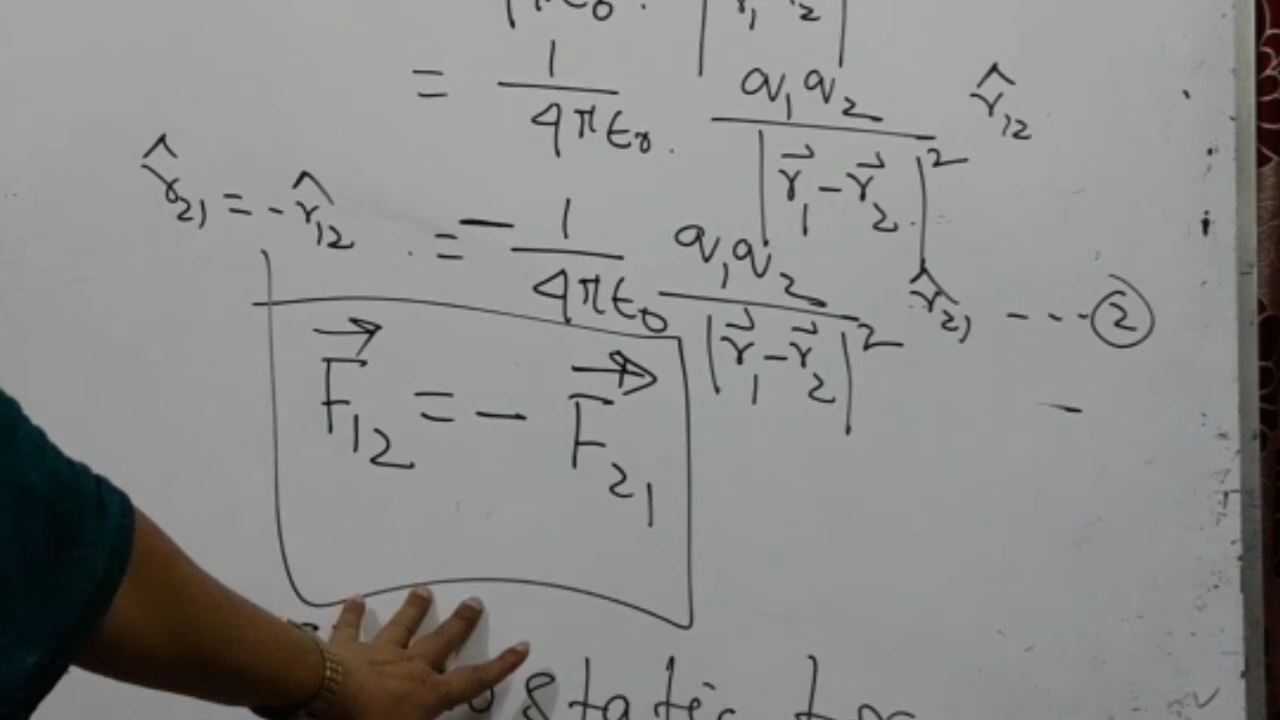 = 1/4πε₀ · q₁q₂/|r⃗₁ - r⃗₂|² r̂₁₂
r̂₂₁ = - r̂₁₂
= - 1/4πε₀ q₁q₂/|r⃗₁ - r⃗₂|² r̂₂₁ --- ②
F⃗₁₂ = - F⃗₂₁